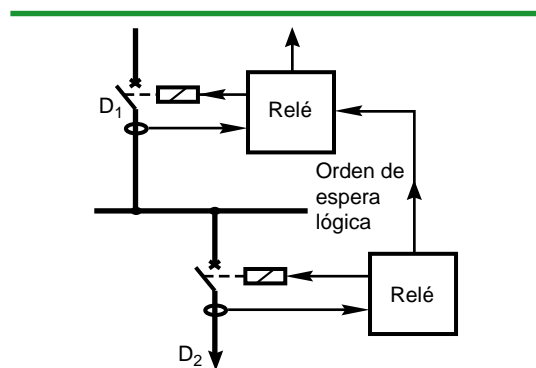 D1
Relé
Orden de
espera
lógica
Relé
D2